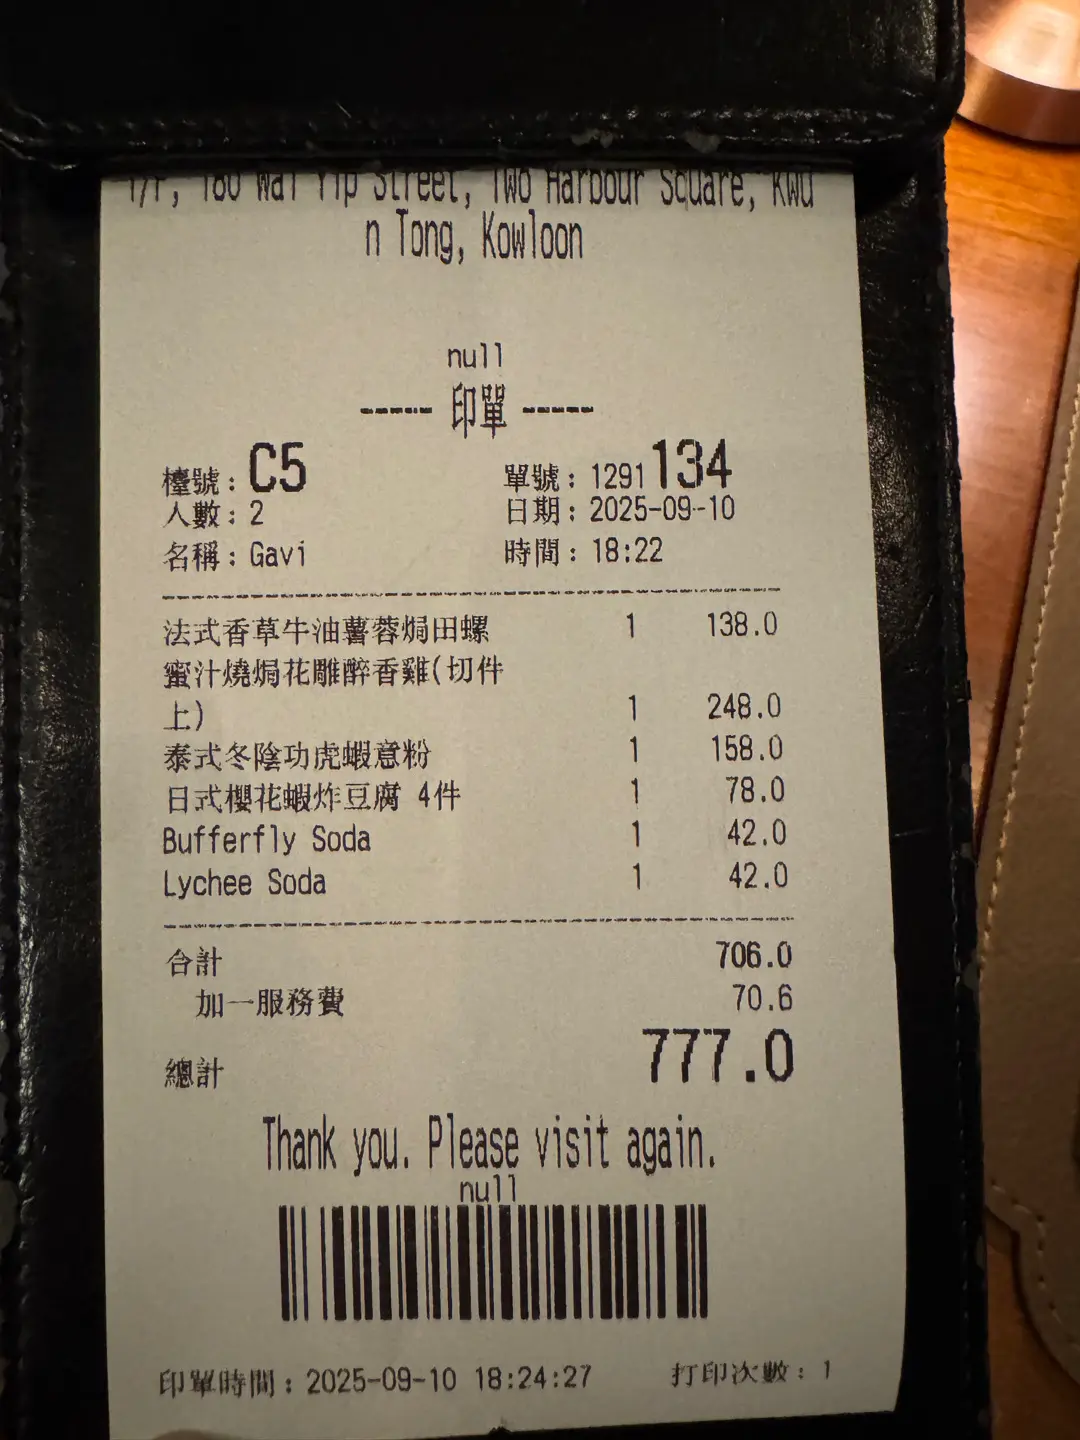 1/F, 180 Wai Yip Street, Two Harbour Square, Kwu
n Tong, Kowloon
null
----- 印單 -----
檯號：C5 單號：1291134
人數：2 日期：2025-09-10
名稱：Gavi 時間：18:22
法式香草牛油薯蓉焗田螺 1 138.0
蜜汁燒焗花雕醉香雞(切件
上) 1 248.0
泰式冬陰功虎蝦意粉 1 158.0
日式櫻花蝦炸豆腐 4件 1 78.0
Bufferfly Soda 1 42.0
Lychee Soda 1 42.0
合計 706.0
加一服務費 70.6
總計 777.0
Thank you. Please visit again.
null
印單時間：2025-09-10 18:24:27 打印次數：1